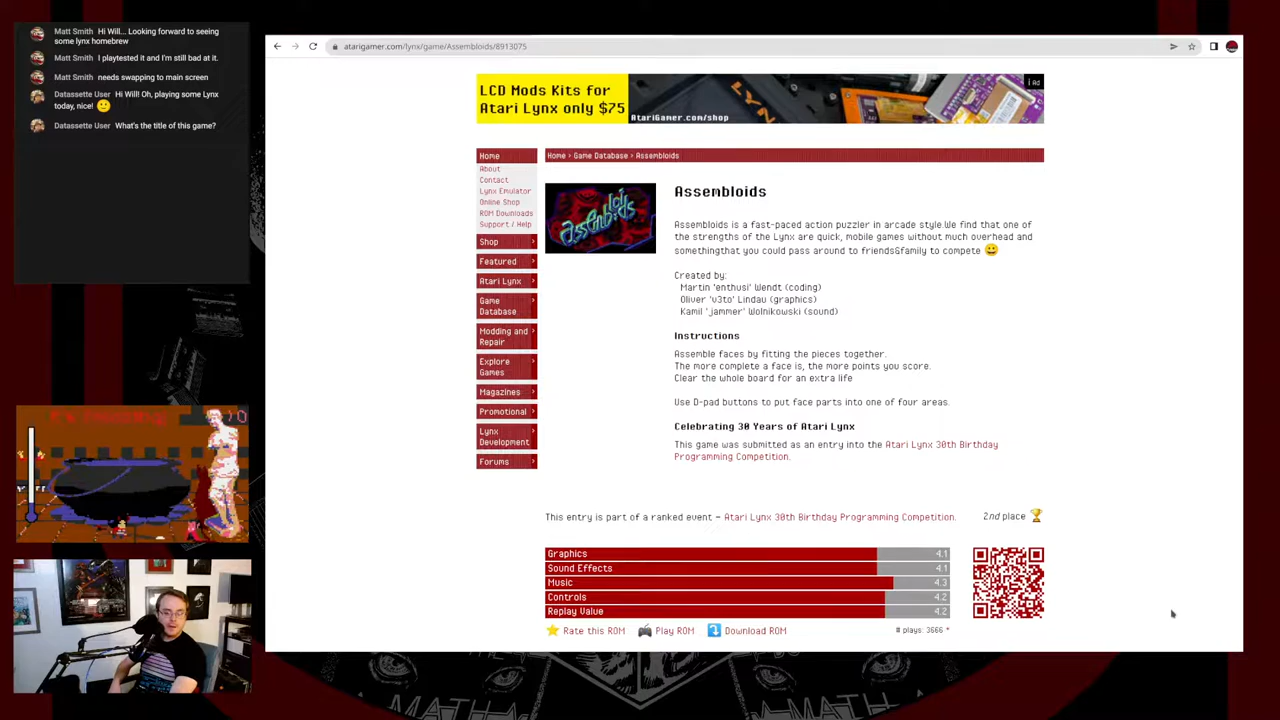 Matt Smith Hi Will... Looking forward to seeing
some lynx homebrew
Matt Smith I playtested it and I'm still bad at it.
Matt Smith needs swapping to main screen
Datassette User Hi Will! Oh, playing some Lynx
today, nice! 🙂
Datassette User What's the title of this game?
atarigamer.com/lynx/game/Assembloids/8913075
LCD Mods Kits for
Atari Lynx only $75
AtariGamer.com/shop
i Ad
Home
About
Contact
Lynx Emulator
Online Shop
ROM Downloads
Support / Help
Shop
Featured
Atari Lynx
Game
Database
Modding and
Repair
Explore
Games
Magazines
Promotional
Lynx
Development
Forums
Home › Game Database › Assembloids
assembloids
Assembloids
Assembloids is a fast-paced action puzzler in arcade style.We find that one of
the strengths of the Lynx are quick, mobile games without much overhead and
somethingthat you could pass around to friends&family to compete 😀
Created by:
Martin 'enthusi' Wendt (coding)
Oliver 'v3to' Lindau (graphics)
Kamil 'jammer' Wolnikowski (sound)
Instructions
Assemble faces by fitting the pieces together.
The more complete a face is, the more points you score.
Clear the whole board for an extra life
Use D-pad buttons to put face parts into one of four areas.
Celebrating 30 Years of Atari Lynx
This game was submitted as an entry into the Atari Lynx 30th Birthday
Programming Competition.
This entry is part of a ranked event – Atari Lynx 30th Birthday Programming Competition.
2nd place 🏆
Graphics 4.1
Sound Effects 4.1
Music 4.3
Controls 4.2
Replay Value 4.2
⭐ Rate this ROM 🎮 Play ROM ⤵️ Download ROM
# plays: 3666 *